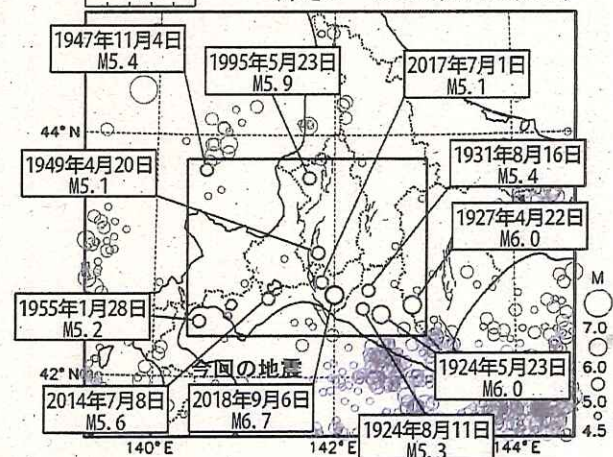 1947年11月4日
M5.4
1995年5月23日
M5.9
2017年7月1日
M5.1
44°N
1949年4月20日
M5.1
1931年8月16日
M5.4
1927年4月22日
M6.0
1955年1月28日
M5.2
M
7.0
6.0
5.0
4.5
今回の地震
42°N
1924年5月23日
M6.0
2014年7月8日
M5.6
2018年9月6日
M6.7
1924年8月11日
M5.3
140°E
142°E
144°E